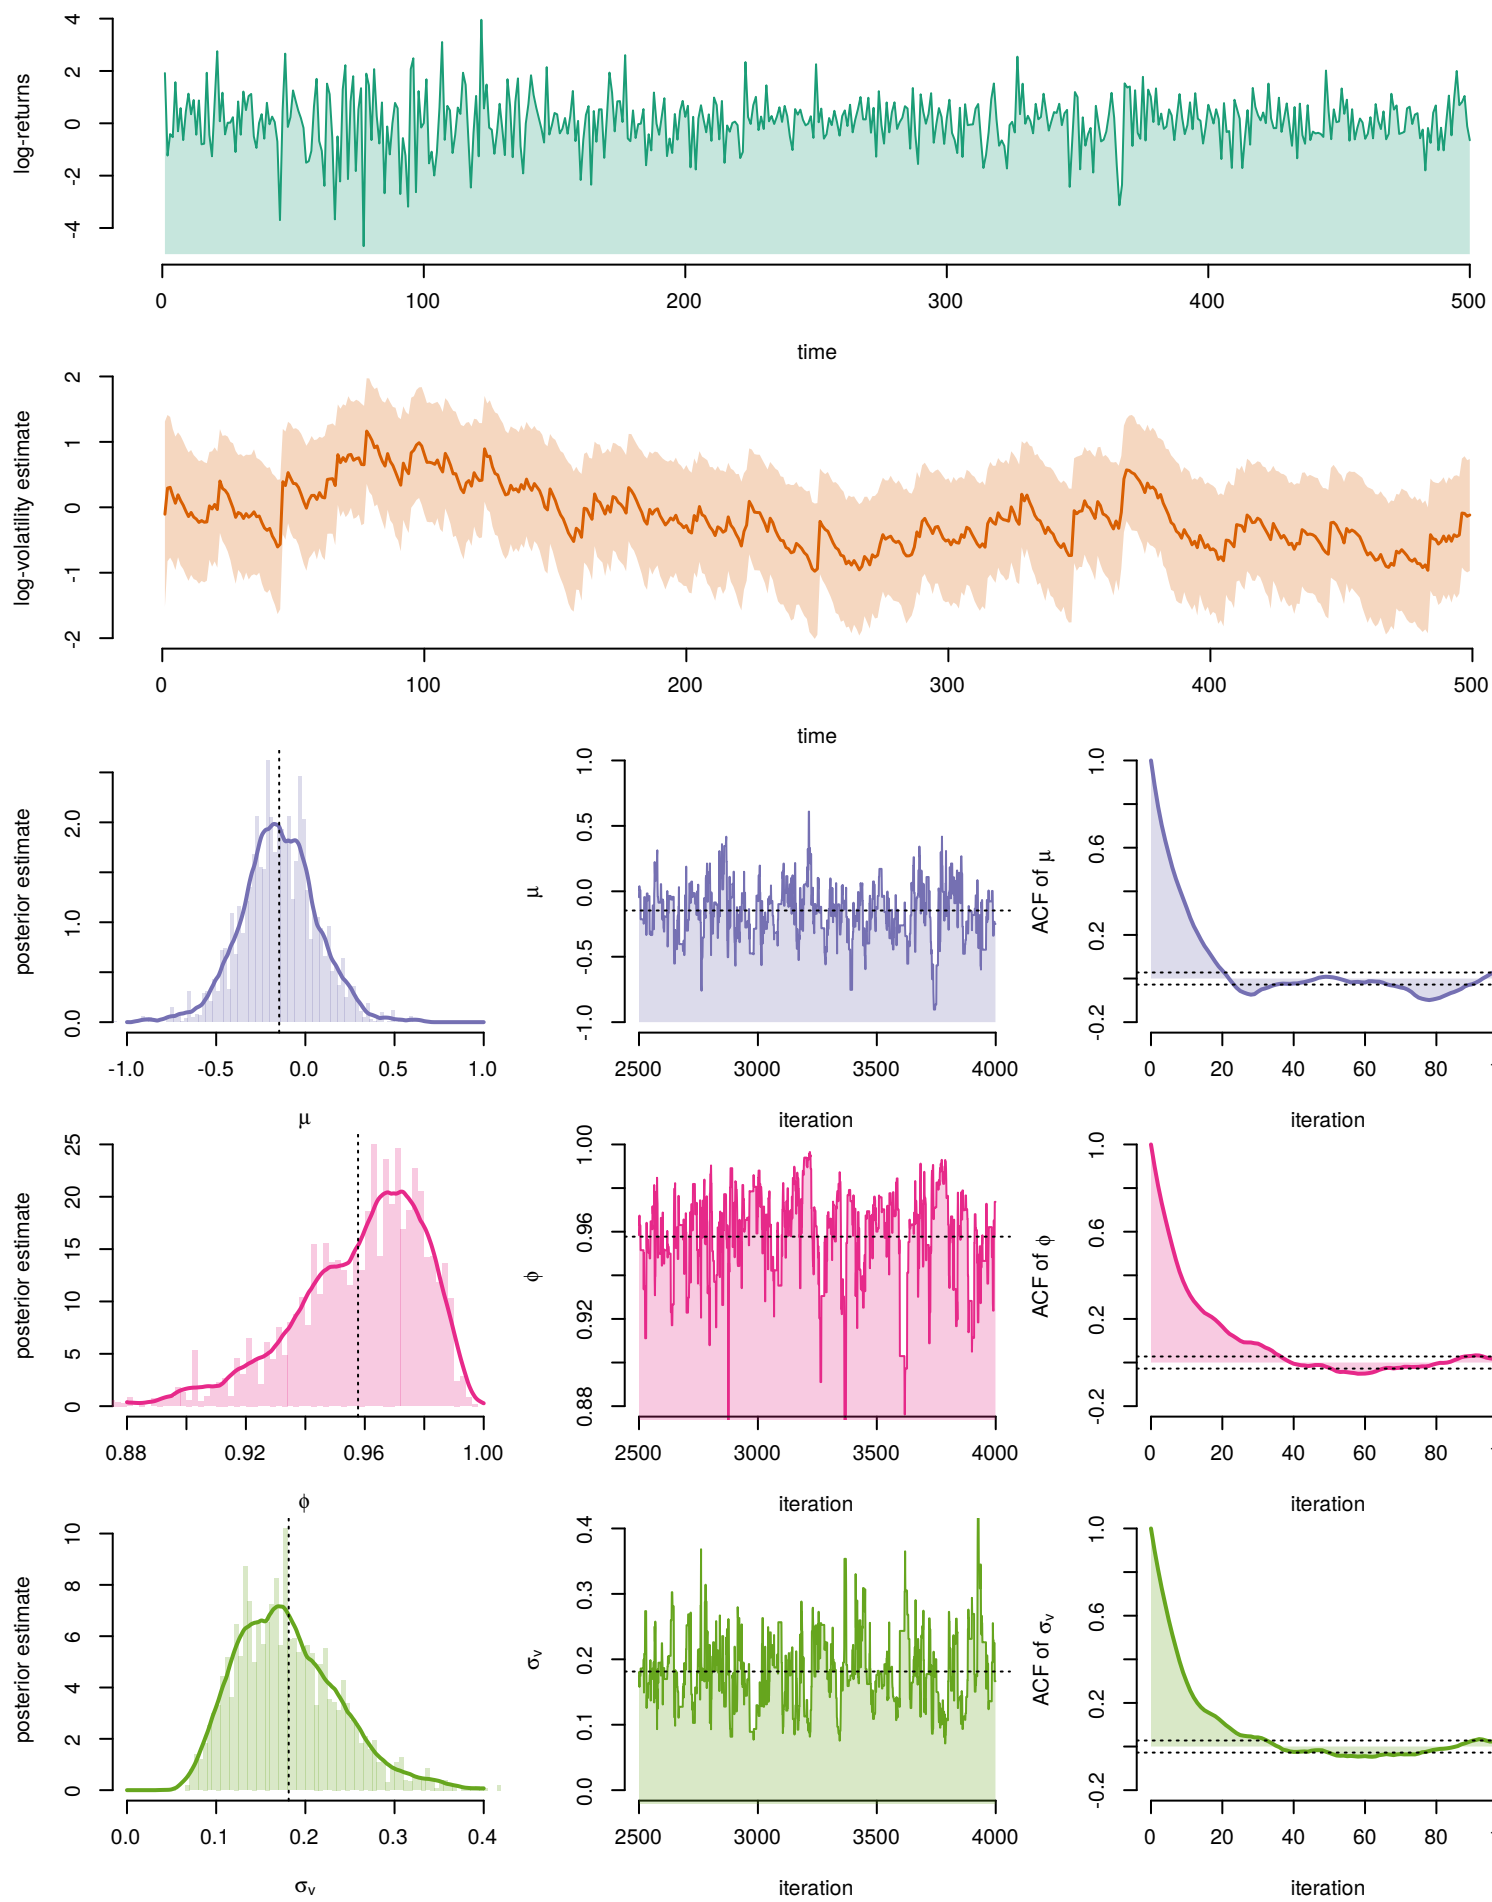 log-returns
4
2
0
-2
-4
0 100 200 300 400 500
time
log-volatility estimate
2
1
0
-1
-2
0 100 200 300 400 500
time
posterior estimate
2.0
1.0
0.0
-1.0 -0.5 0.0 0.5 1.0
μ
μ
1.0
0.5
0.0
-0.5
-1.0
2500 3000 3500 4000
iteration
ACF of μ
1.0
0.6
0.2
-0.2
0 20 40 60 80
iteration
posterior estimate
25
20
15
10
5
0
0.88 0.92 0.96 1.00
ϕ
ϕ
1.00
0.96
0.92
0.88
2500 3000 3500 4000
iteration
ACF of ϕ
1.0
0.6
0.2
-0.2
0 20 40 60 80
iteration
posterior estimate
10
8
6
4
2
0
0.0 0.1 0.2 0.3 0.4
σv
σv
0.4
0.3
0.2
0.1
0.0
2500 3000 3500 4000
iteration
ACF of σv
1.0
0.6
0.2
-0.2
0 20 40 60 80
iteration